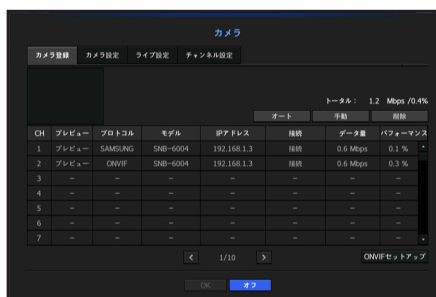 カメラ
カメラ登録 カメラ設定 ライブ設定 チャンネル設定
トータル : 1.2 Mbps /0.4%
オート 手動 削除
CH プレビュー プロトコル モデル IPアドレス 接続 データ量 パフォーマンス
1 プレビュー SAMSUNG SNB-6004 192.168.1.3 接続 0.6 Mbps 0.1 %
2 プレビュー ONVIF SNB-6004 192.168.1.3 接続 0.6 Mbps 0.3 %
3 – – – – – – –
4 – – – – – – –
5 – – – – – – –
6 – – – – – – –
7 – – – – – – –
< 1/10 > ONVIFセットアップ
OK オフ